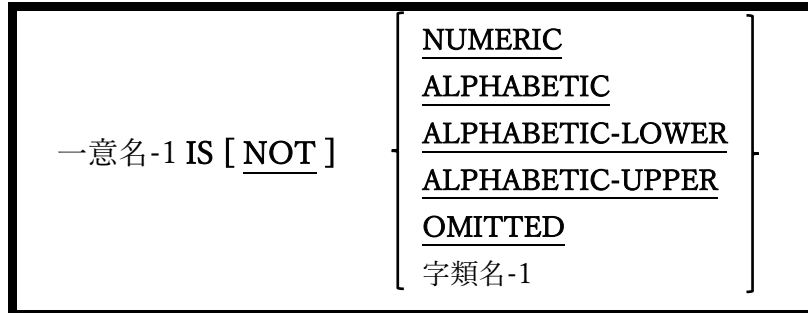 NUMERIC
ALPHABETIC
ALPHABETIC-LOWER
一意名-1 IS [ NOT ]
ALPHABETIC-UPPER
OMITTED
字類名-1